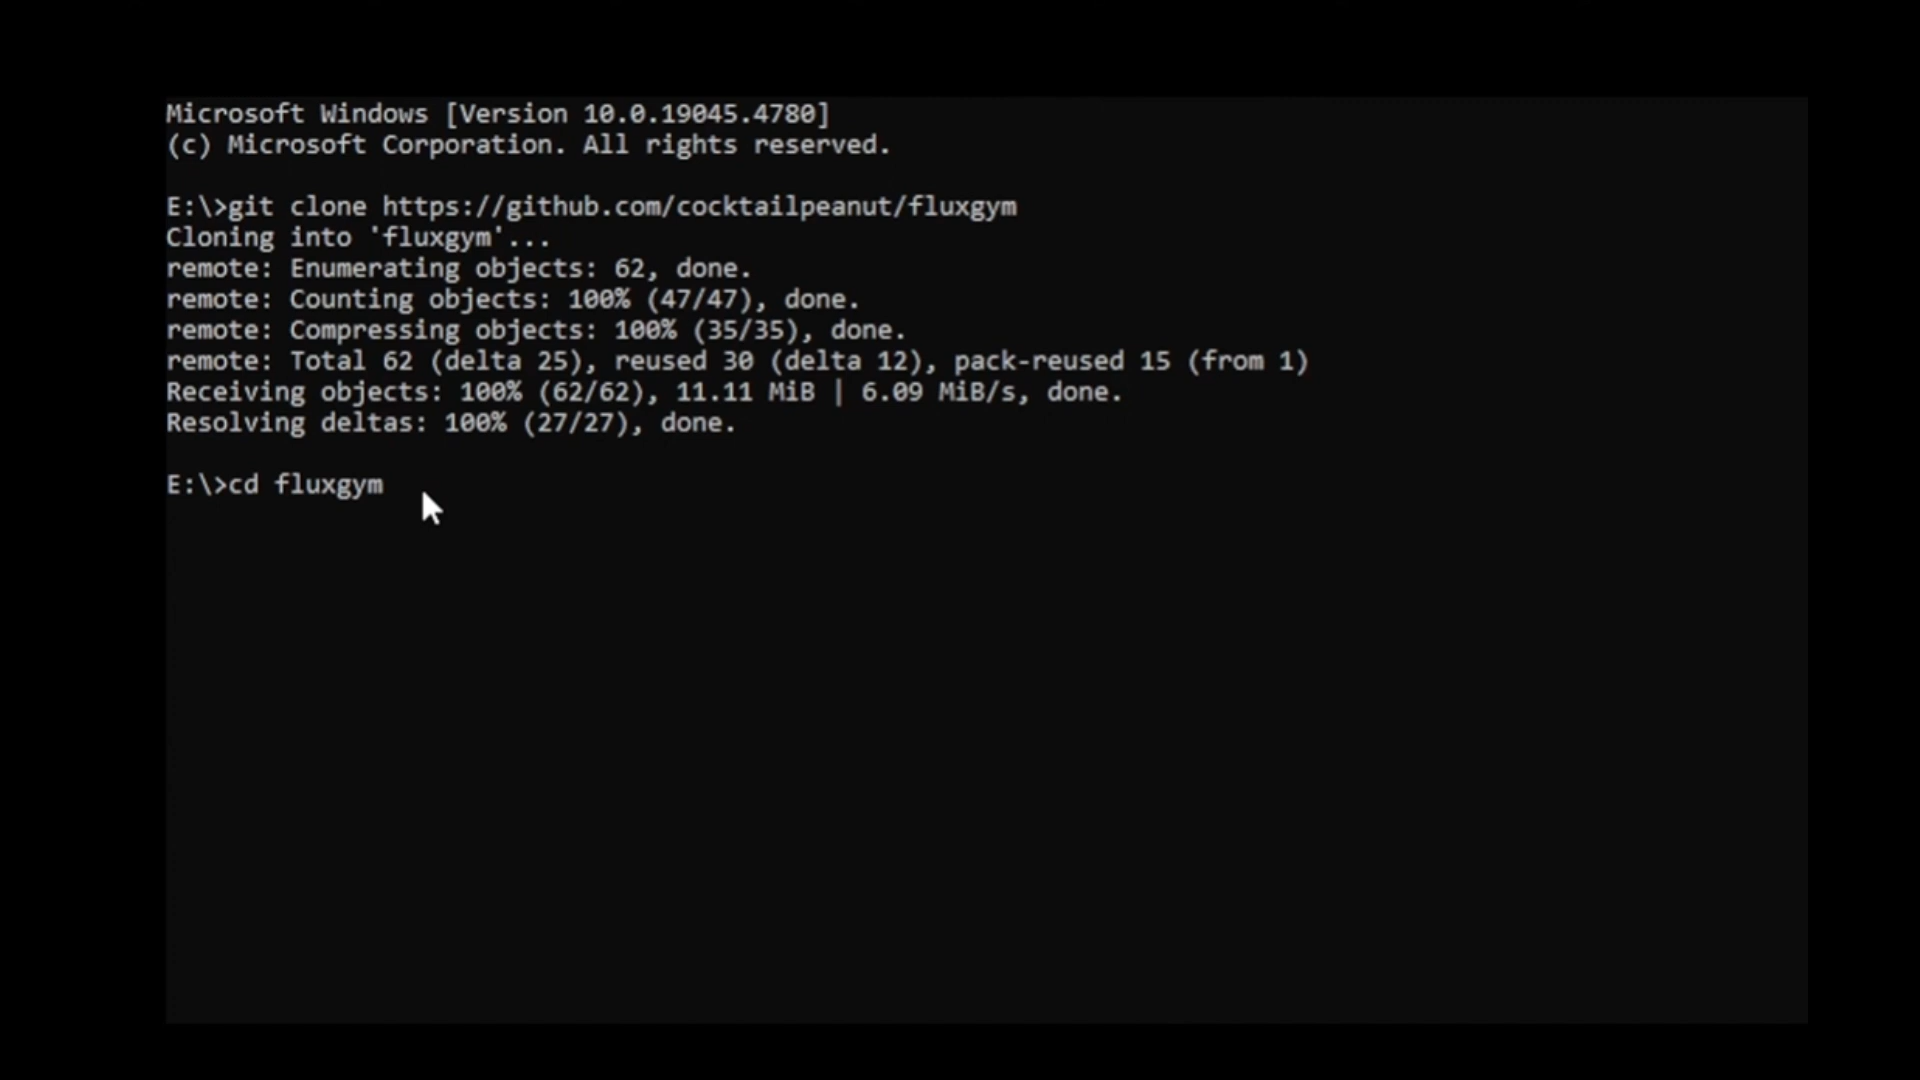 Microsoft Windows [Version 10.0.19045.4780]
(c) Microsoft Corporation. All rights reserved.
E:\>git clone https://github.com/cocktailpeanut/fluxgym
Cloning into 'fluxgym'...
remote: Enumerating objects: 62, done.
remote: Counting objects: 100% (47/47), done.
remote: Compressing objects: 100% (35/35), done.
remote: Total 62 (delta 25), reused 30 (delta 12), pack-reused 15 (from 1)
Receiving objects: 100% (62/62), 11.11 MiB | 6.09 MiB/s, done.
Resolving deltas: 100% (27/27), done.
E:\>cd fluxgym